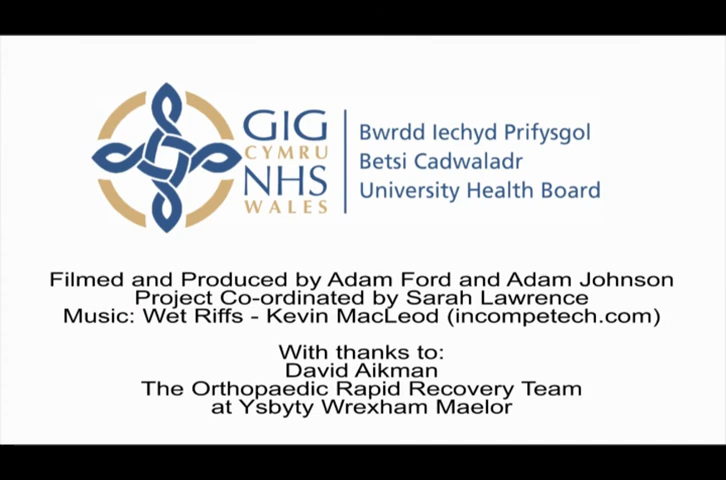 GIG
CYMRU
NHS
WALES
Bwrdd Iechyd Prifysgol
Betsi Cadwaladr
University Health Board
Filmed and Produced by Adam Ford and Adam Johnson
Project Co-ordinated by Sarah Lawrence
Music: Wet Riffs - Kevin MacLeod (incompetech.com)
With thanks to:
David Aikman
The Orthopaedic Rapid Recovery Team
at Ysbyty Wrexham Maelor